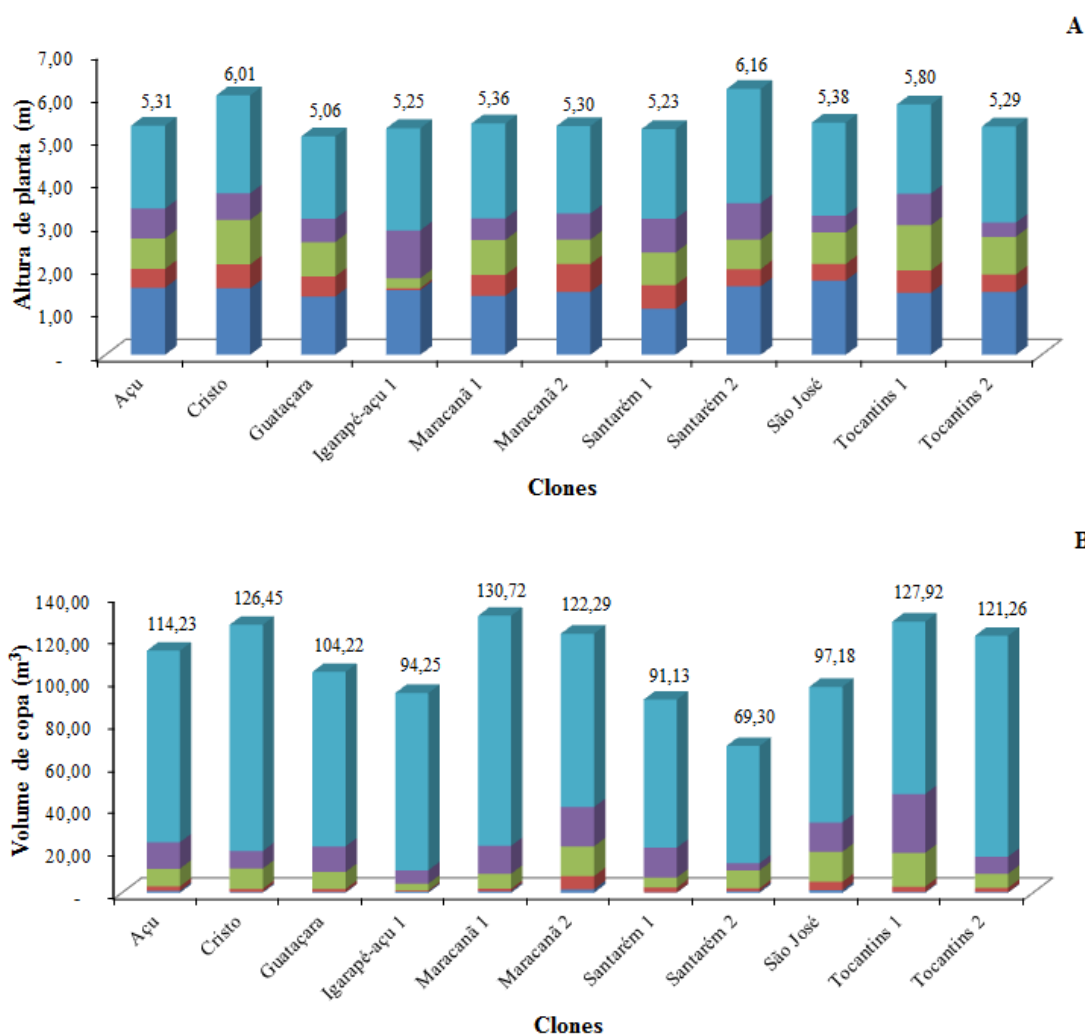 A
Altura de planta (m)
7,00
6,00
5,00
4,00
3,00
2,00
1,00
-
5,31
6,01
5,06
5,25
5,36
5,30
5,23
6,16
5,38
5,80
5,29
Açu
Cristo
Guataçara
Igarapé-açu 1
Maracanã 1
Maracanã 2
Santarém 1
Santarém 2
São José
Tocantins 1
Tocantins 2
Clones
B
Volume de copa (m³)
140,00
120,00
100,00
80,00
60,00
40,00
20,00
-
114,23
126,45
104,22
94,25
130,72
122,29
91,13
69,30
97,18
127,92
121,26
Açu
Cristo
Guataçara
Igarapé-açu 1
Maracanã 1
Maracanã 2
Santarém 1
Santarém 2
São José
Tocantins 1
Tocantins 2
Clones